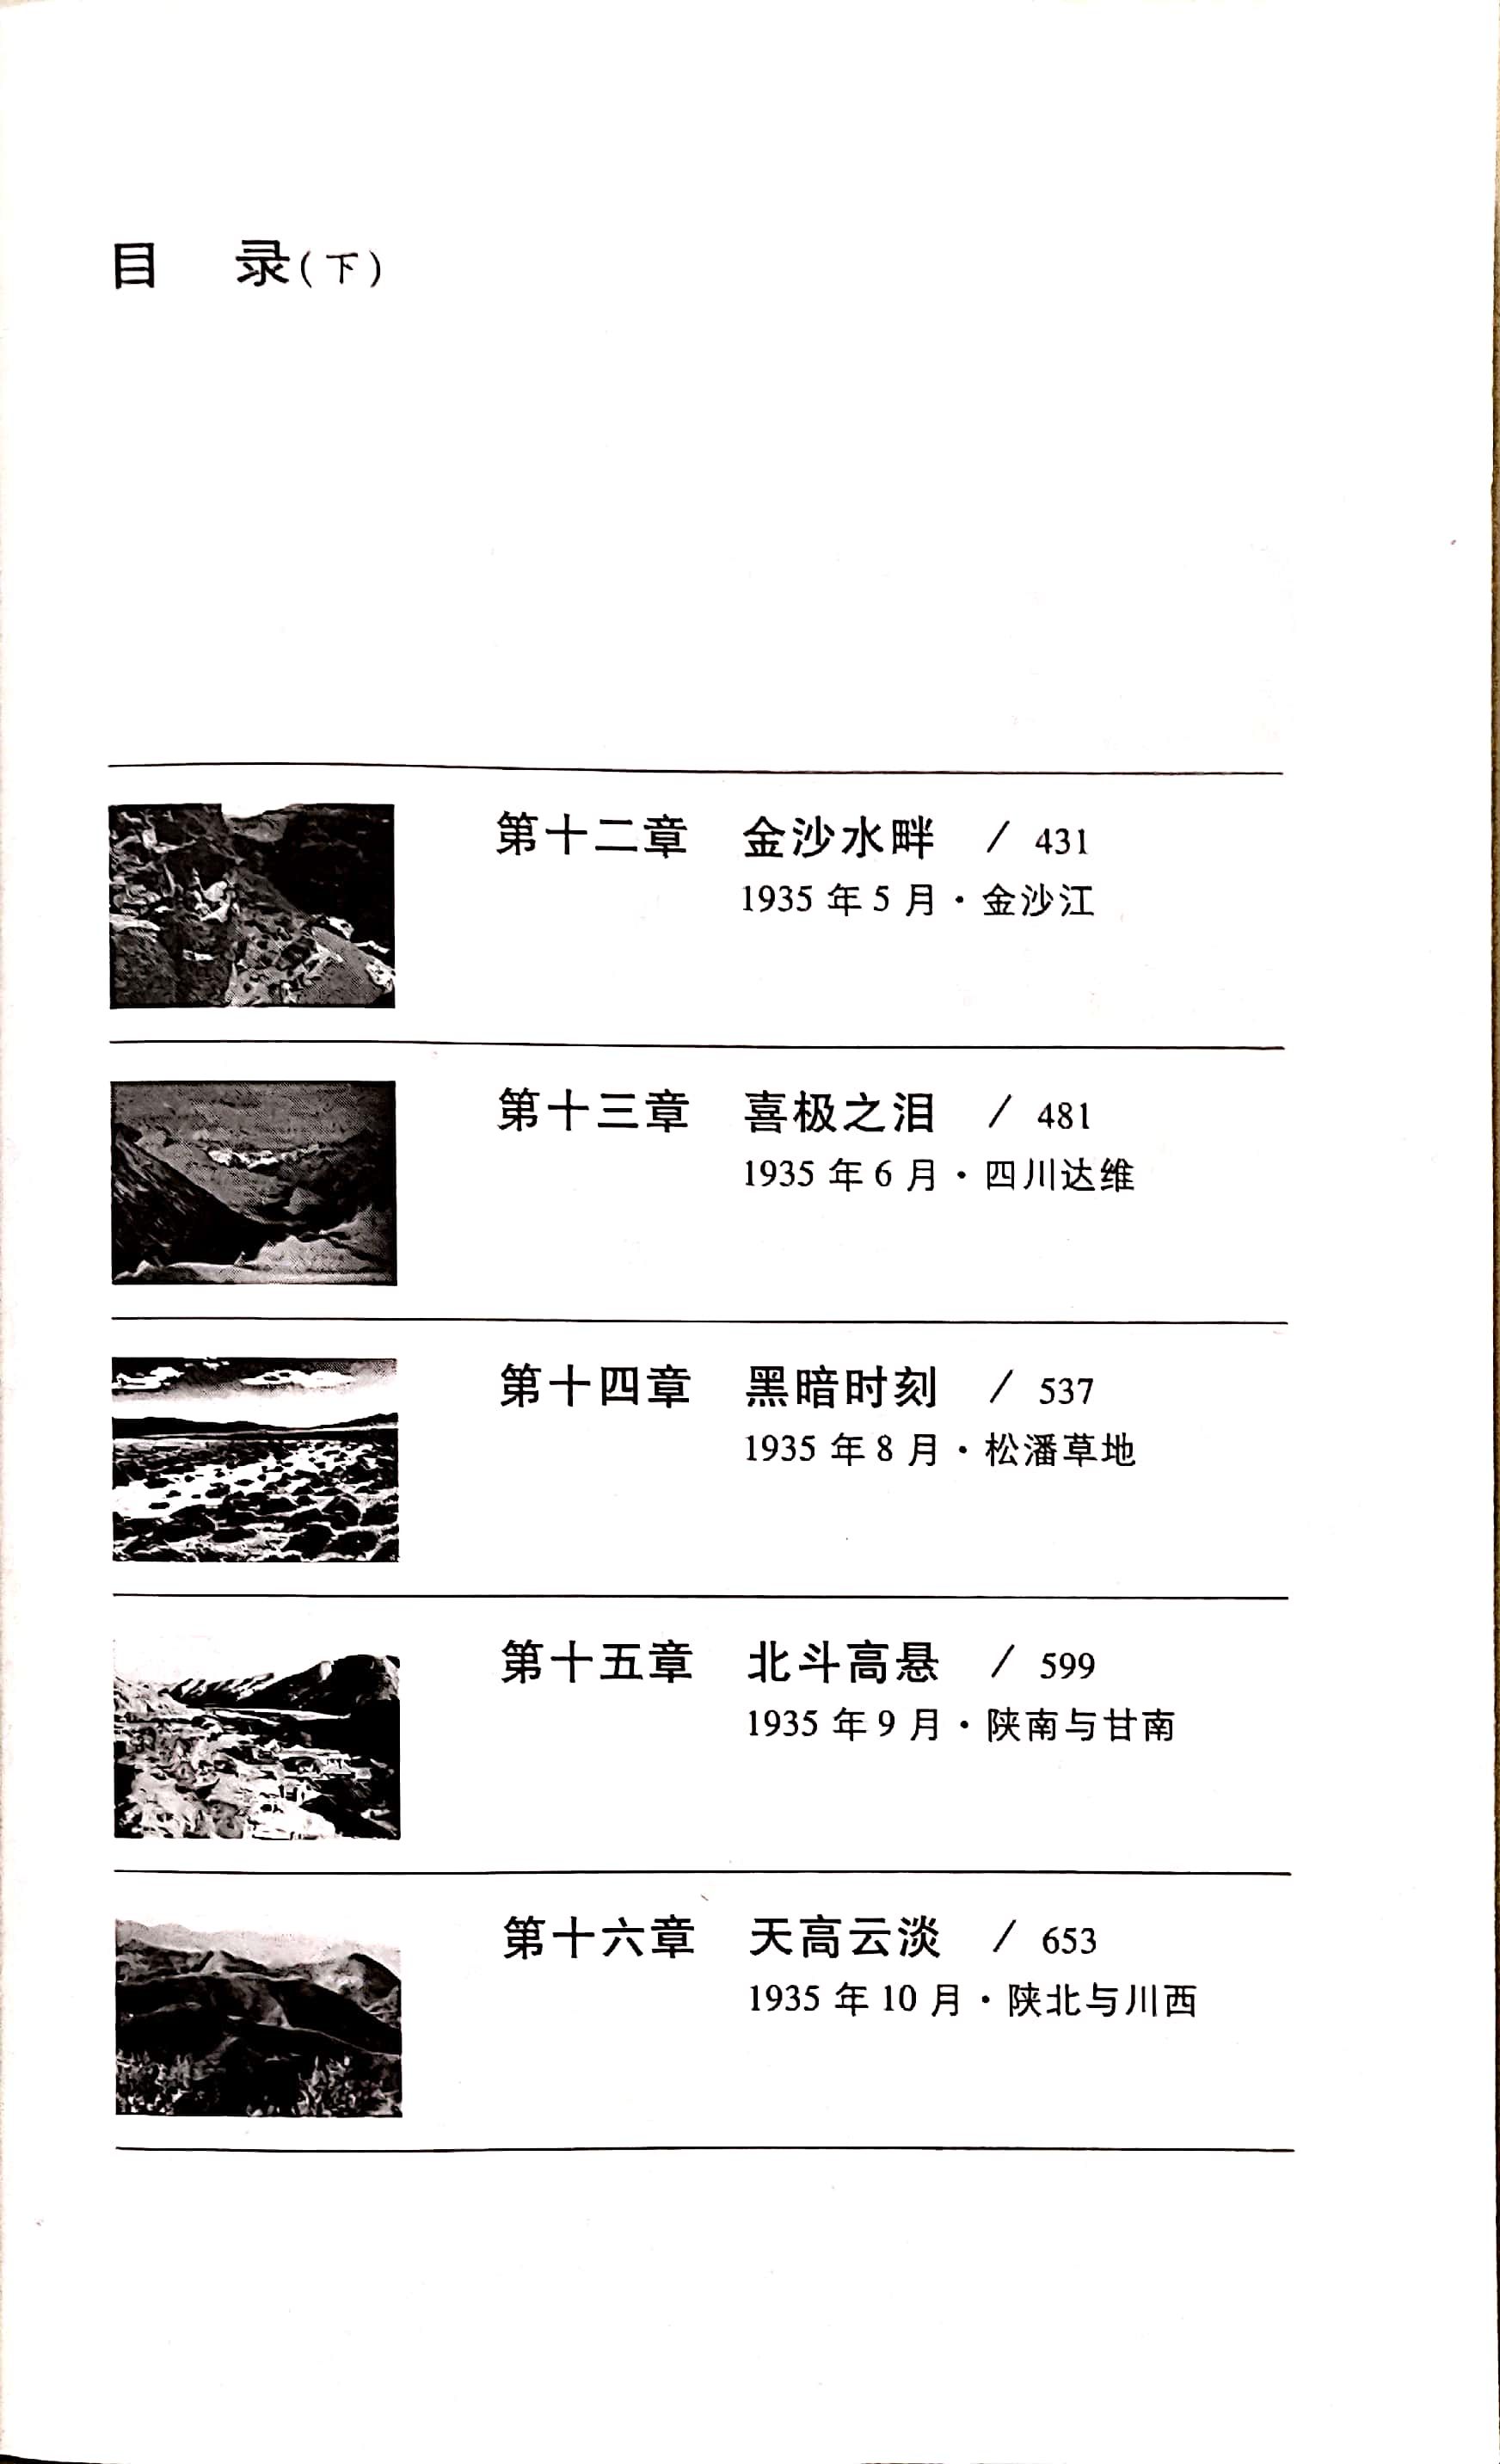 目 录(下)
第十二章 金沙水畔 / 431
1935 年 5 月·金沙江
第十三章 喜极之泪 / 481
1935 年 6 月·四川达维
第十四章 黑暗时刻 / 537
1935 年 8 月·松潘草地
第十五章 北斗高悬 / 599
1935 年 9 月·陕南与甘南
第十六章 天高云淡 / 653
1935 年 10 月·陕北与川西